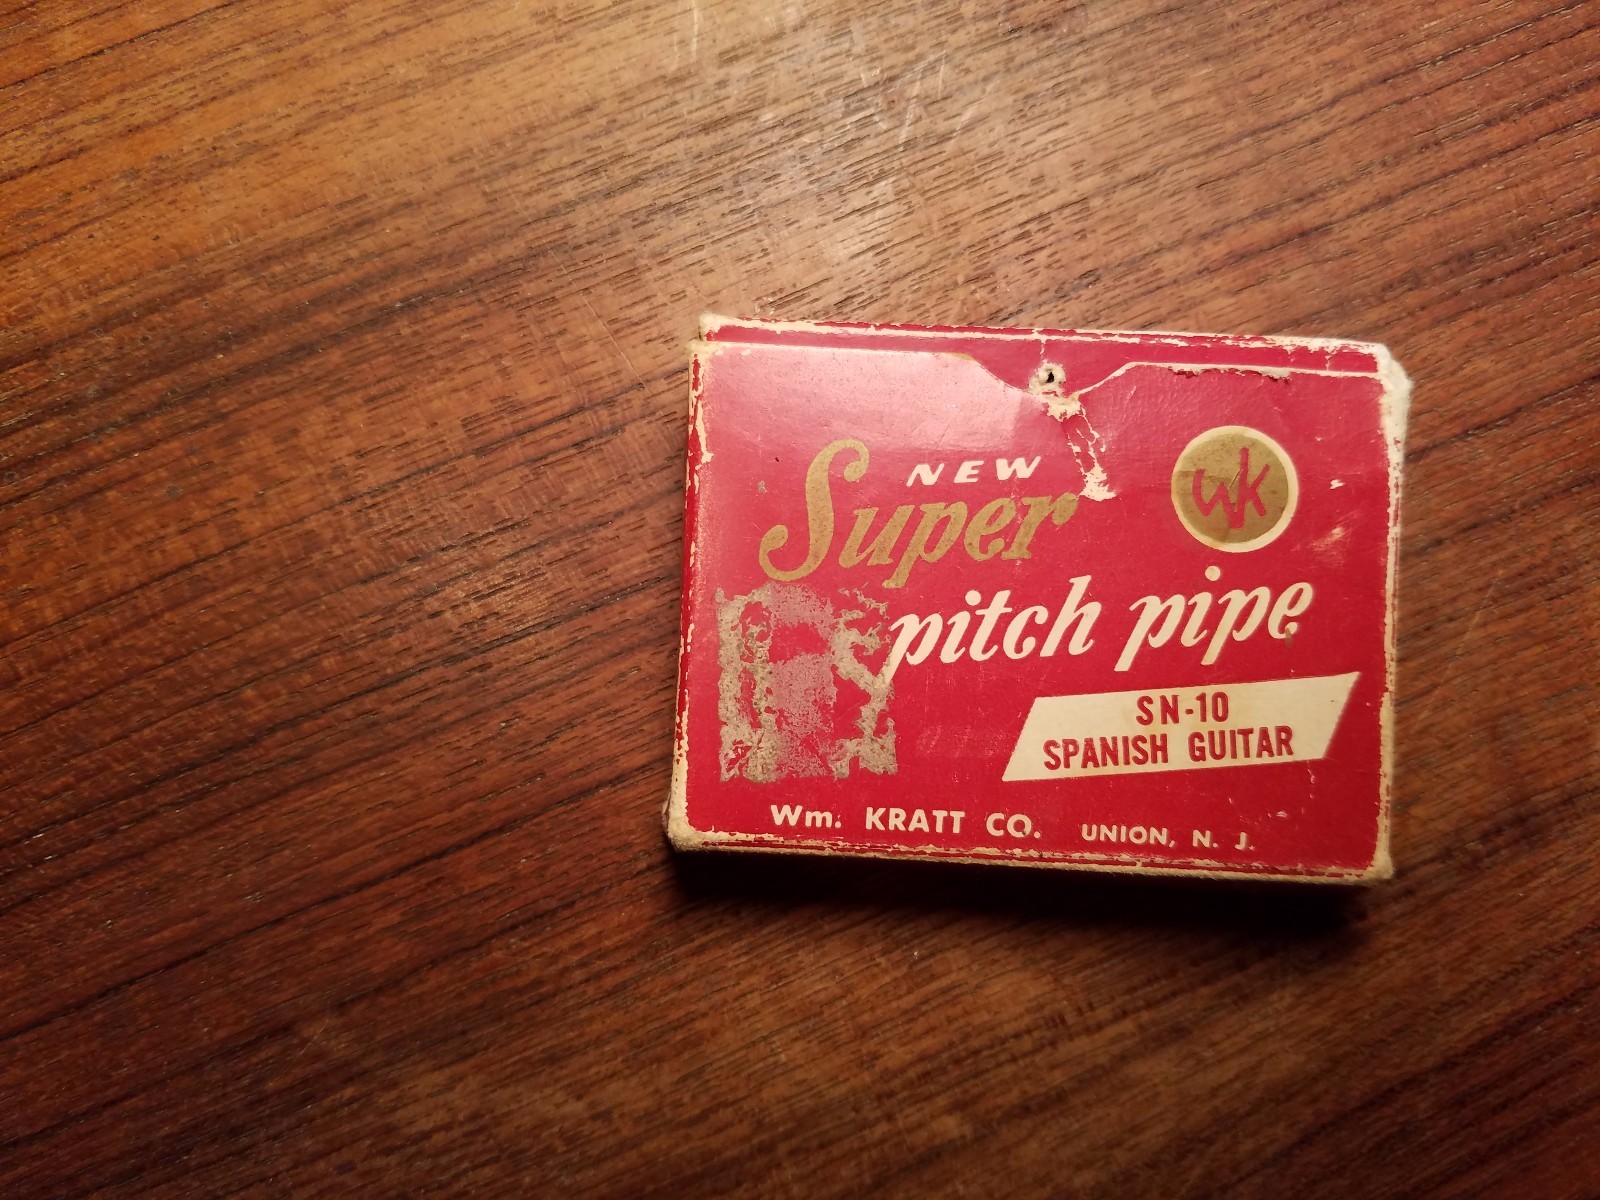 NEW
Super
wk
pitch pipe
SN-10
SPANISH GUITAR
Wm. KRATT CO. UNION, N. J.